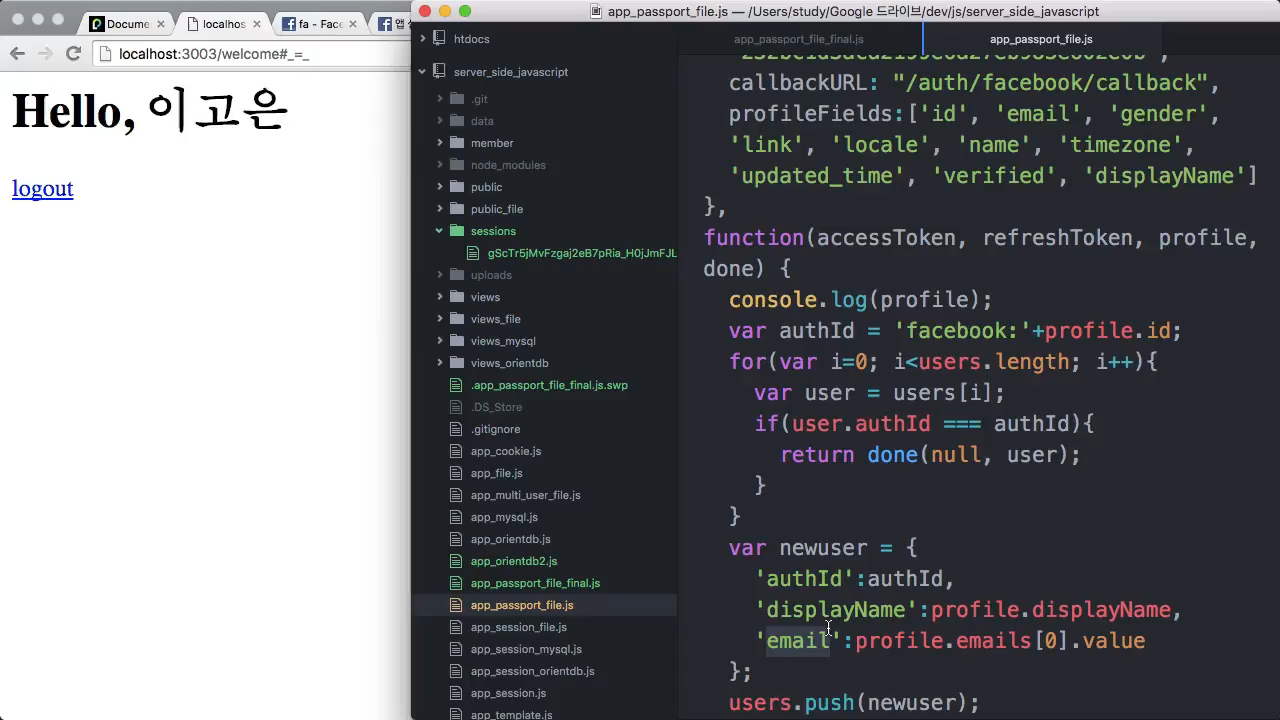 Docume
localhos
fa - Fac
localhost:3003/welcome#_=_
Hello, 이고은
logout
app_passport_file.js — /Users/study/Google 드라이브/dev/js/server_side_javascript
htdocs
server_side_javascript
.git
data
member
node_modules
public
public_file
sessions
gScTr5jMvFzgaj2eB7pRia_H0jJmFJL
uploads
views
views_file
views_mysql
views_orientdb
.app_passport_file_final.js.swp
.DS_Store
.gitignore
app_cookie.js
app_file.js
app_multi_user_file.js
app_mysql.js
app_orientdb.js
app_orientdb2.js
app_passport_file_final.js
app_passport_file.js
app_session_file.js
app_session_mysql.js
app_session_orientdb.js
app_session.js
app_template.js
app_passport_file_final.js
app_passport_file.js
callbackURL: "/auth/facebook/callback",
profileFields:['id', 'email', 'gender',
'link', 'locale', 'name', 'timezone',
'updated_time', 'verified', 'displayName']
},
function(accessToken, refreshToken, profile,
done) {
console.log(profile);
var authId = 'facebook:'+profile.id;
for(var i=0; i<users.length; i++){
var user = users[i];
if(user.authId === authId){
return done(null, user);
}
}
var newuser = {
'authId':authId,
'displayName':profile.displayName,
'email':profile.emails[0].value
};
users.push(newuser);